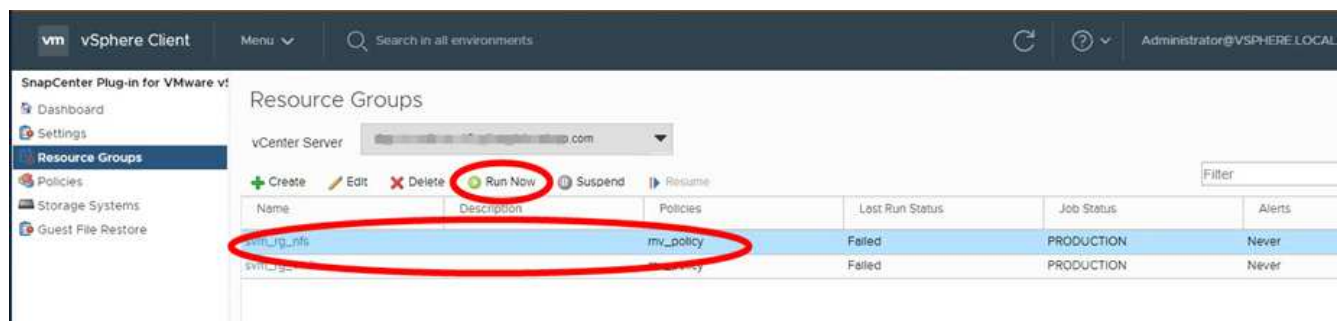 vm vSphere Client Menu Search in all environments Administrator@VSPHERE.LOCAL
SnapCenter Plug-in for VMware vS
Dashboard
Settings
Resource Groups
Policies
Storage Systems
Guest File Restore
Resource Groups
vCenter Server .com
Create Edit Delete Run Now Suspend Resume
Filter
Name Description Policies Last Run Status Job Status Alerts
svm_rg_nfs mv_policy Failed PRODUCTION Never
Failed PRODUCTION Never